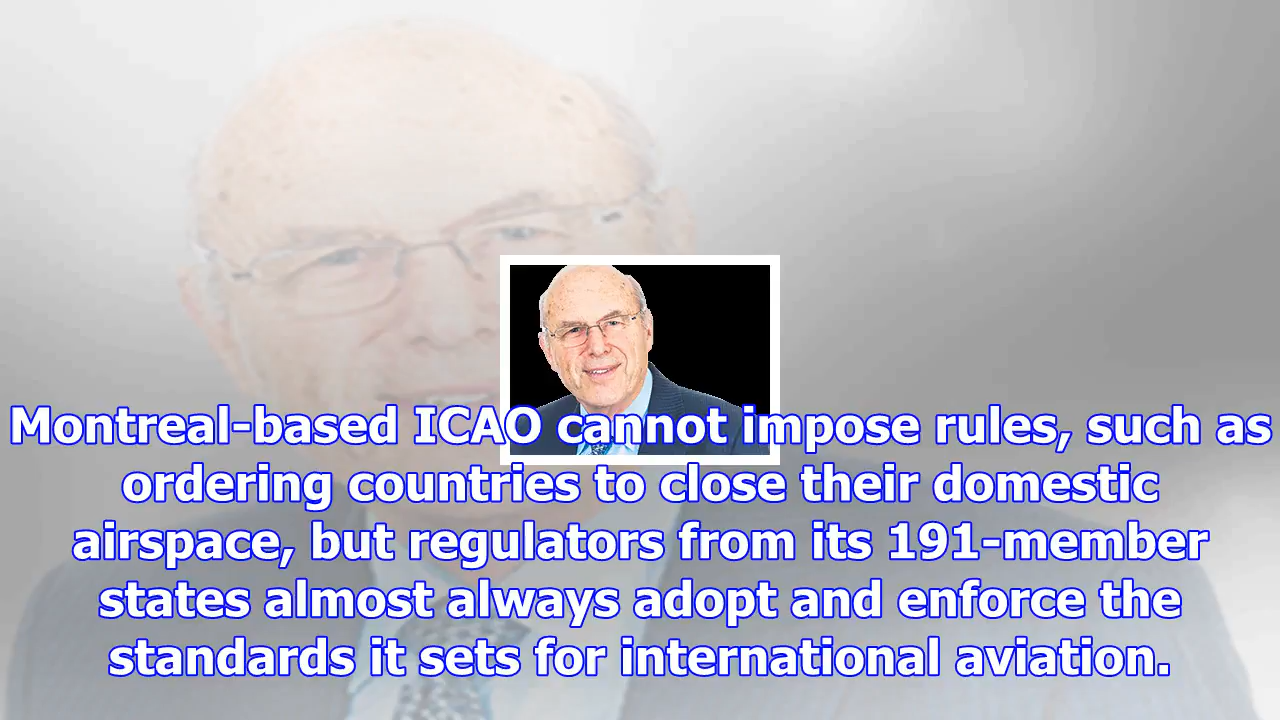 Montreal-based ICAO cannot impose rules, such as
ordering countries to close their domestic
airspace, but regulators from its 191-member
states almost always adopt and enforce the
standards it sets for international aviation.